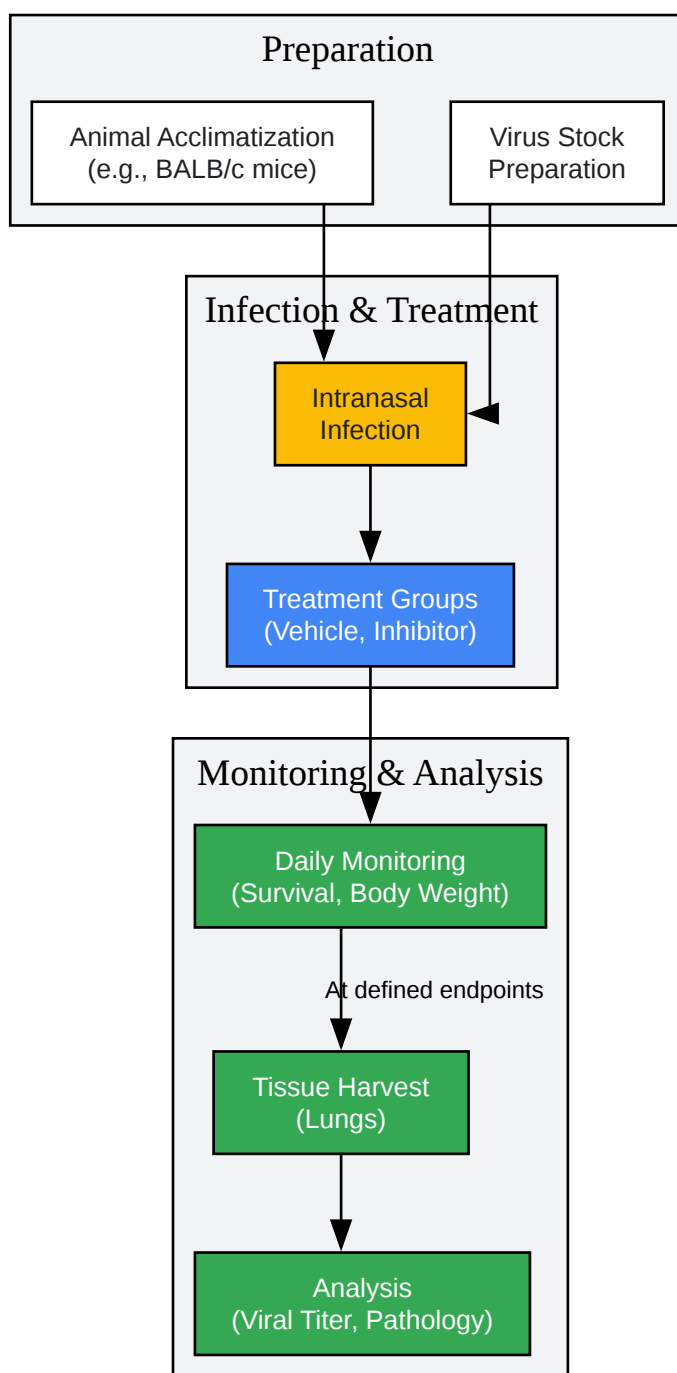 Preparation
Animal Acclimatization
(e.g., BALB/c mice)
Virus Stock
Preparation
Infection & Treatment
Intranasal
Infection
Treatment Groups
(Vehicle, Inhibitor)
Monitoring & Analysis
Daily Monitoring
(Survival, Body Weight)
At defined endpoints
Tissue Harvest
(Lungs)
Analysis
(Viral Titer, Pathology)